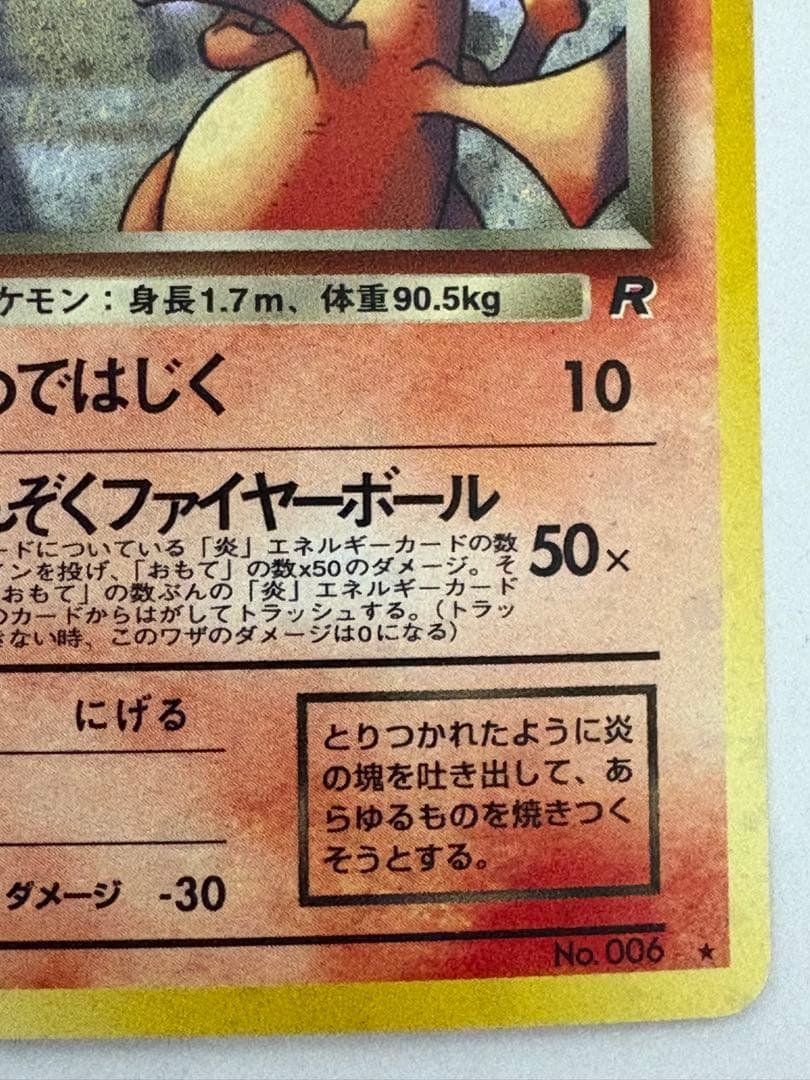 ケモン：身長1.7m、体重90.5kg R
ではじく 10
ぞくファイヤーボール
ードについている「炎」エネルギーカードの数
インを投げ、「おもて」の数x50のダメージ。そ
おもて」の数ぶんの「炎」エネルギーカード
のカードからはがしてトラッシュする。（トラッ
きない時、このワザのダメージは0になる）
50×
にげる
とりつかれたように炎
の塊を吐き出して、あ
らゆるものを焼きつく
そうとする。
ダメージ -30
No. 006 ★